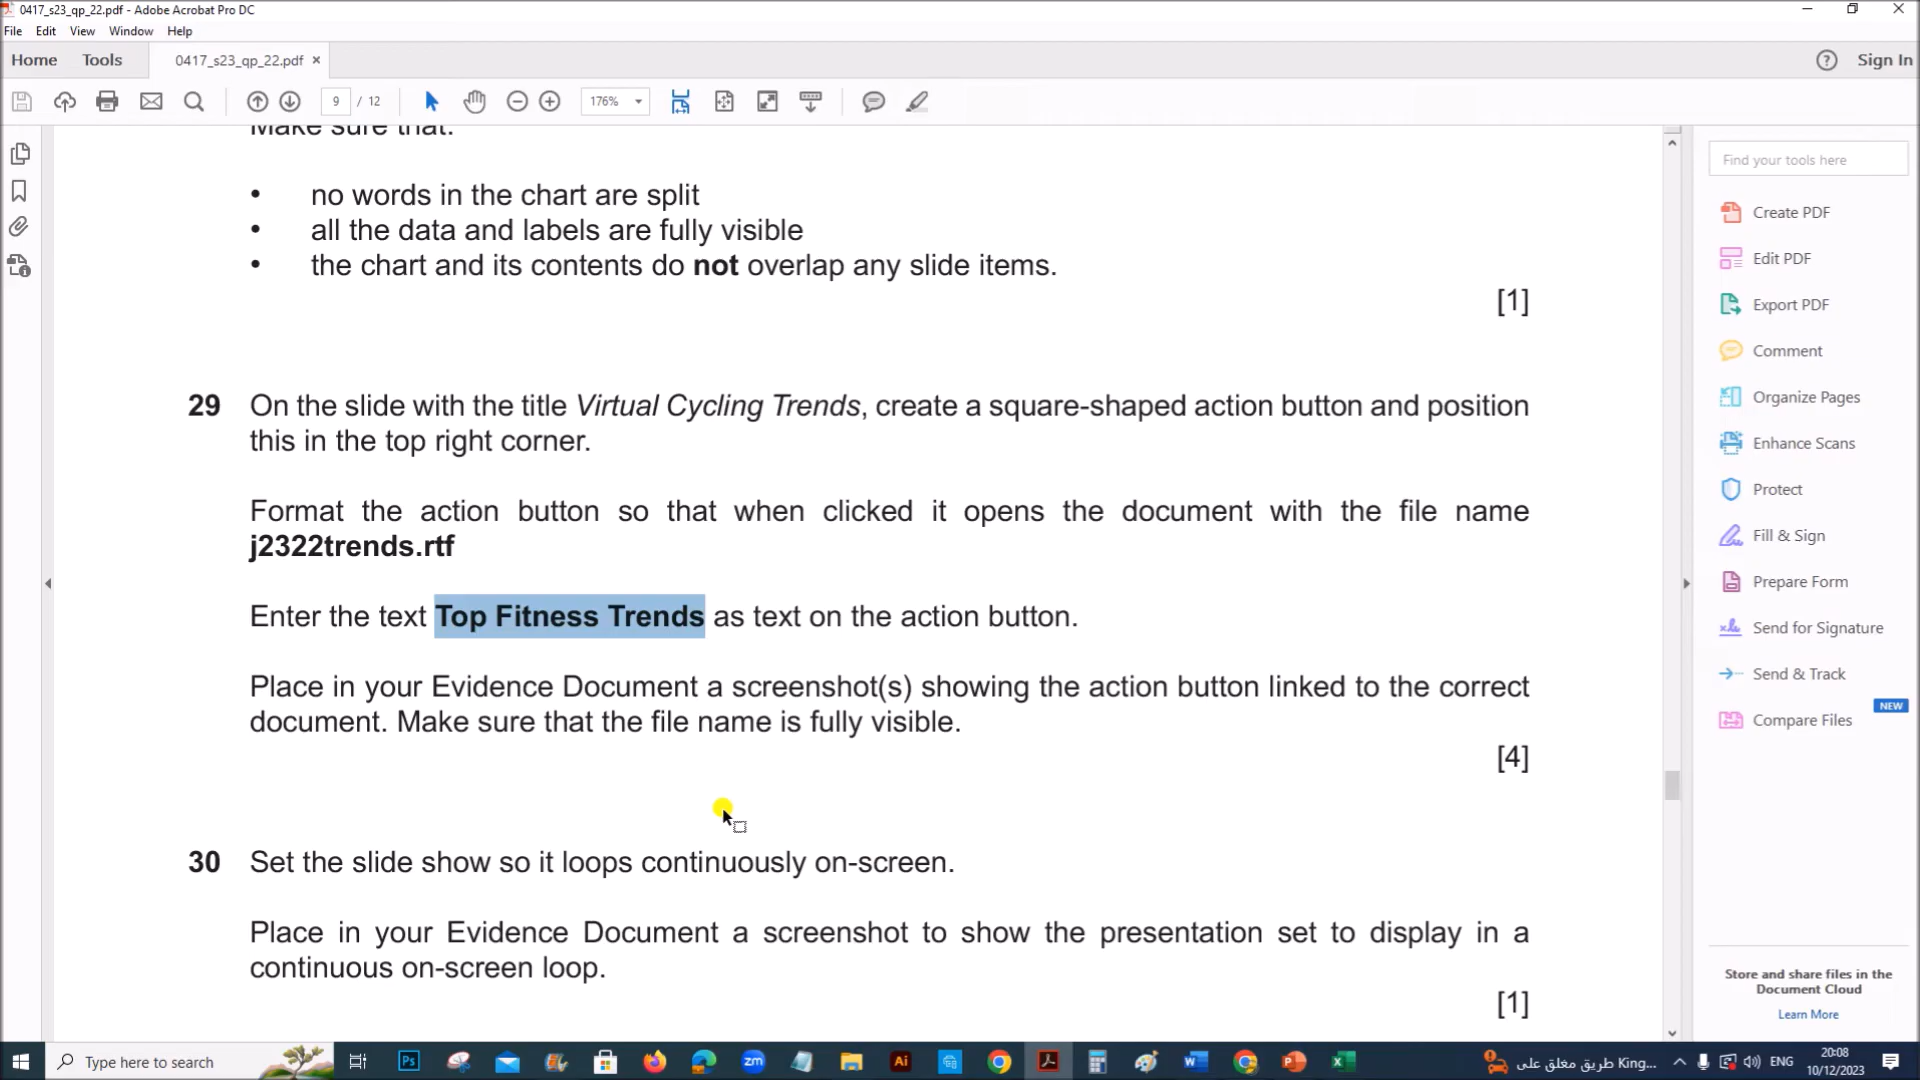 0417_s23_qp_22.pdf - Adobe Acrobat Pro DC
File Edit View Window Help
Home Tools 0417_s23_qp_22.pdf × Sign In
9 / 12 176%
Make sure that:
• no words in the chart are split
• all the data and labels are fully visible
• the chart and its contents do not overlap any slide items.
[1]
29 On the slide with the title Virtual Cycling Trends, create a square-shaped action button and position
this in the top right corner.
Format the action button so that when clicked it opens the document with the file name
j2322trends.rtf
Enter the text Top Fitness Trends as text on the action button.
Place in your Evidence Document a screenshot(s) showing the action button linked to the correct
document. Make sure that the file name is fully visible.
[4]
30 Set the slide show so it loops continuously on-screen.
Place in your Evidence Document a screenshot to show the presentation set to display in a
continuous on-screen loop.
[1]
Find your tools here
Create PDF
Edit PDF
Export PDF
Comment
Organize Pages
Enhance Scans
Protect
Fill & Sign
Prepare Form
Send for Signature
Send & Track
NEW
Compare Files
Store and share files in the
Document Cloud
Learn More
Type here to search
Ps
zm
Ai
طريق مغلق على King...
ENG
20:08
10/12/2023